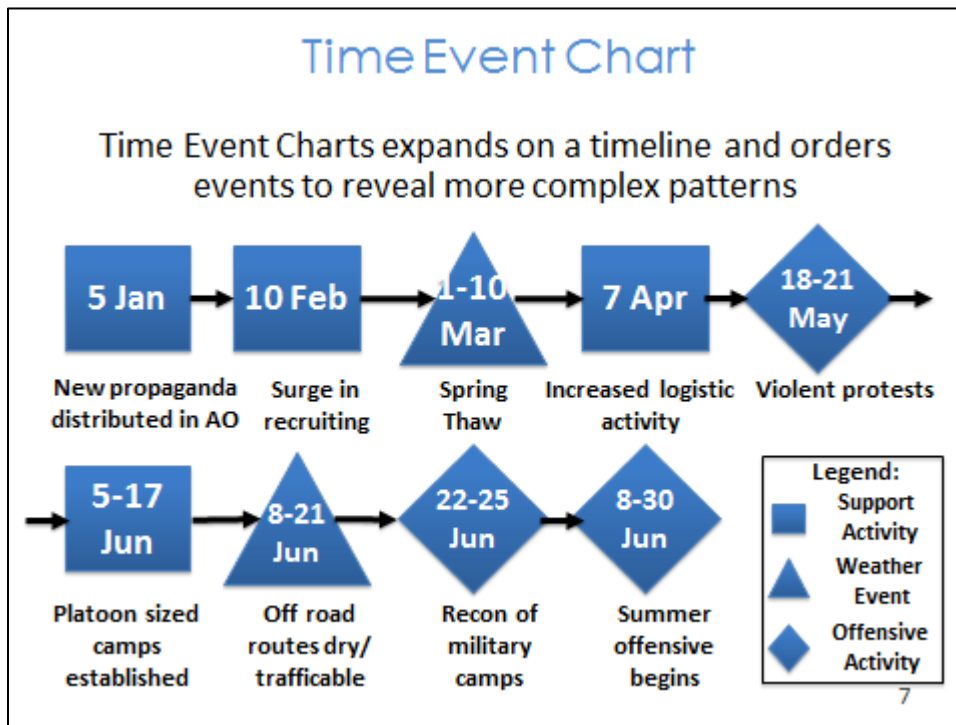 Time Event Chart
Time Event Charts expands on a timeline and orders
events to reveal more complex patterns
5 Jan
10 Feb
1-10
Mar
7 Apr
18-21
May
New propaganda
distributed in AO
Surge in
recruiting
Spring
Thaw
Increased logistic
activity
Violent protests
5-17
Jun
8-21
Jun
22-25
Jun
8-30
Jun
Platoon sized
camps
established
Off road
routes dry/
trafficable
Recon of
military
camps
Summer
offensive
begins
Legend:
Support
Activity
Weather
Event
Offensive
Activity
7